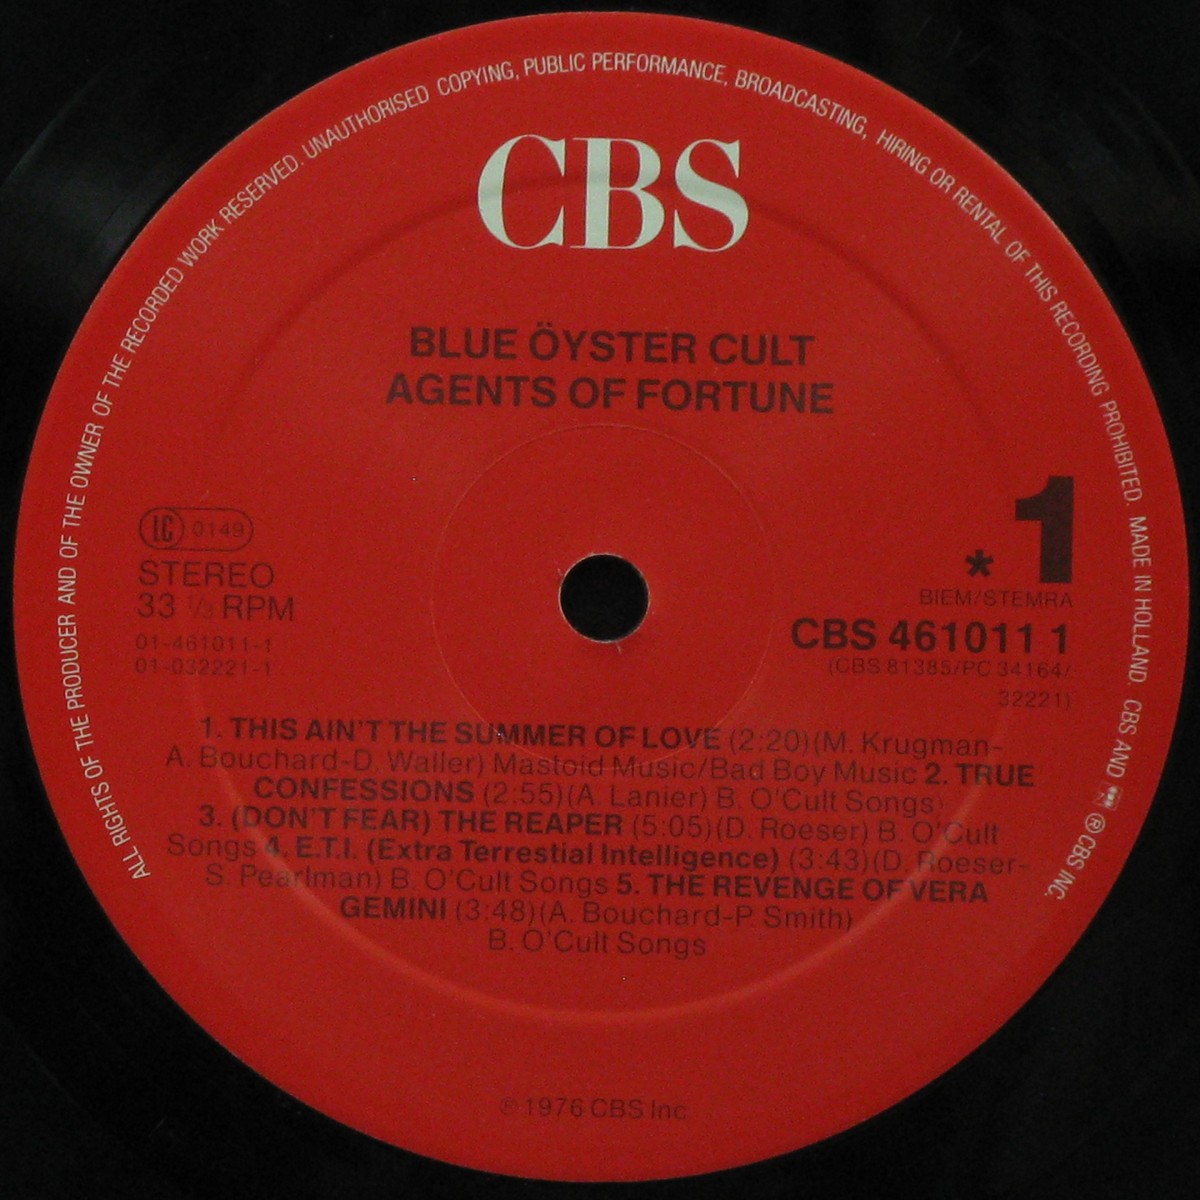 ALL RIGHTS OF THE PRODUCER AND OF THE OWNER OF THE RECORDED WORK RESERVED. UNAUTHORISED COPYING, PUBLIC PERFORMANCE, BROADCASTING, HIRING OR RENTAL OF THIS RECORDING PROHIBITED. MADE IN HOLLAND. CBS AND ℗ CBS INC.
CBS
BLUE ÖYSTER CULT
AGENTS OF FORTUNE
LC 0149
STEREO
33 1/3 RPM
01-461011-1
01-032221-1
* 1
BIEM/STEMRA
CBS 461011 1
(CBS 81385/PC 34164/
32221)
1. THIS AIN'T THE SUMMER OF LOVE (2:20)(M. Krugman-
A. Bouchard-D. Waller) Mastoid Music/Bad Boy Music 2. TRUE
CONFESSIONS (2:55)(A. Lanier) B. O'Cult Songs)
3. (DON'T FEAR) THE REAPER (5:05)(D. Roeser) B. O'Cult
Songs 4. E.T.I. (Extra Terrestial Intelligence) (3:43)(D. Roeser-
S. Pearlman) B. O'Cult Songs 5. THE REVENGE OF VERA
GEMINI (3:48)(A. Bouchard-P. Smith)
B. O'Cult Songs
℗ 1976 CBS Inc.